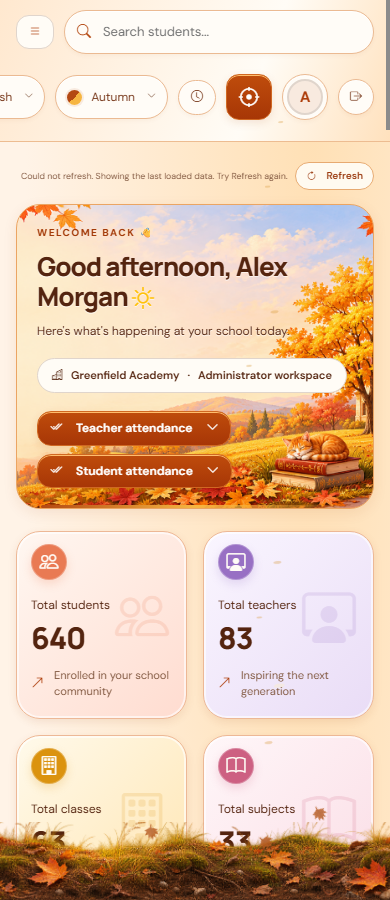 Search students...
sh
Autumn
A
Could not refresh. Showing the last loaded data. Try Refresh again.
Refresh
WELCOME BACK 👋
Good afternoon, Alex
Morgan
Here's what's happening at your school today.
Greenfield Academy · Administrator workspace
Teacher attendance
Student attendance
Total students
640
Enrolled in your school
community
Total teachers
83
Inspiring the next
generation
Total classes
Total subjects
33